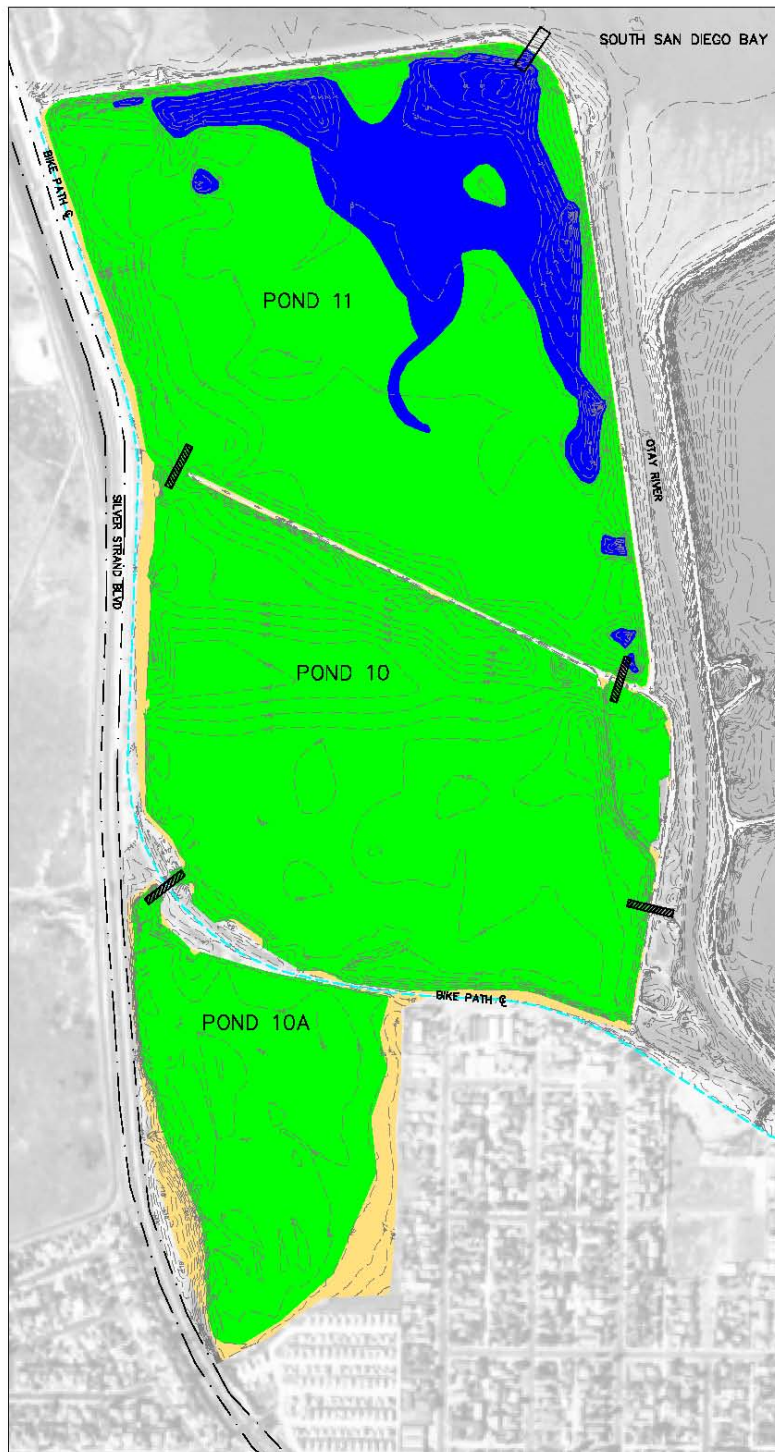 SOUTH SAN DIEGO BAY
BIKE PATH ℄
POND 11
OTAY RIVER
SILVER STRAND BLVD
POND 10
BIKE PATH ℄
POND 10A